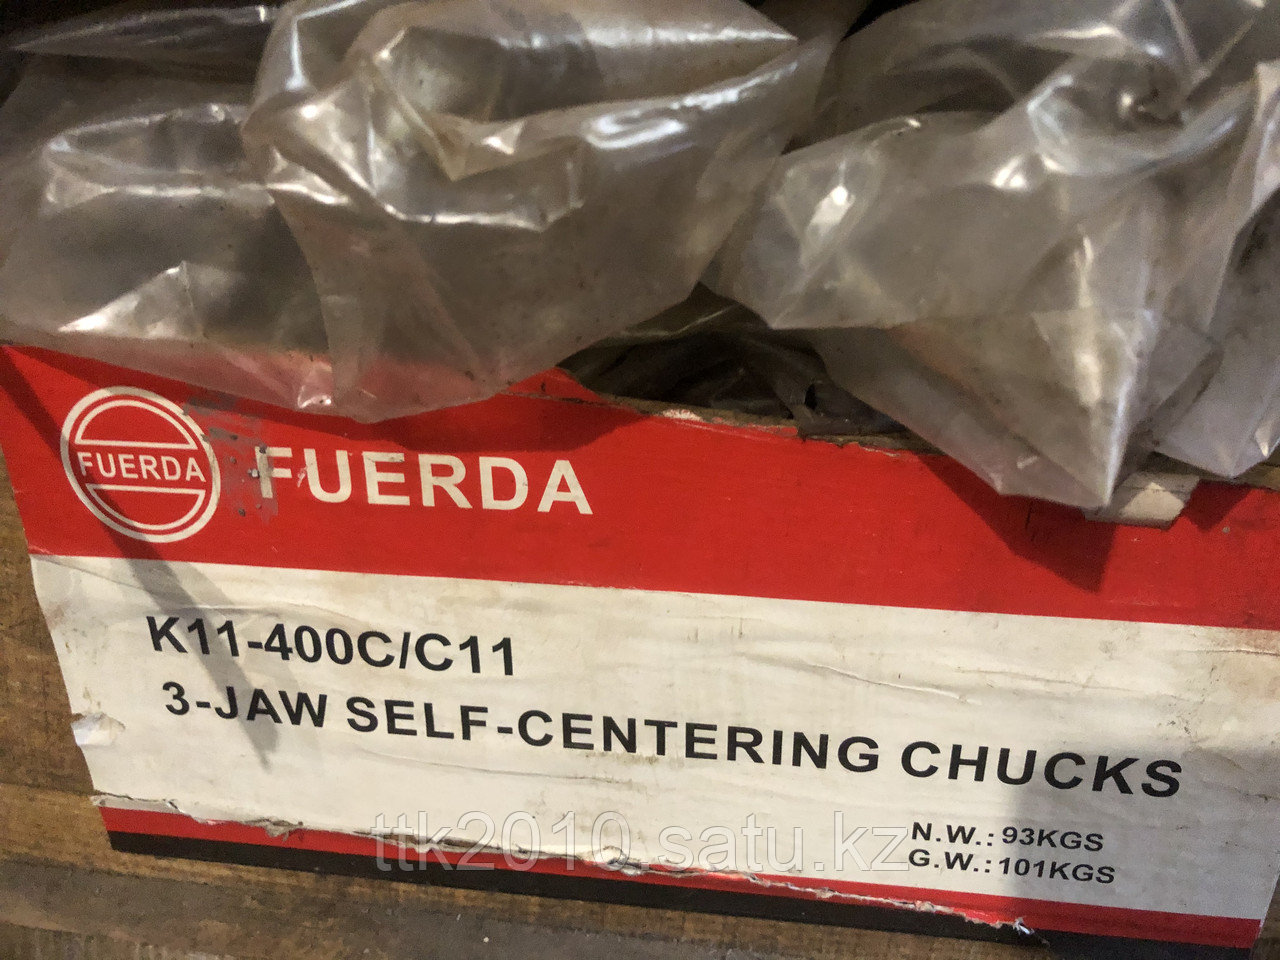 FUERDA
FUERDA
K11-400C/C11
3-JAW SELF-CENTERING CHUCKS
N.W.: 93KGS
G.W.: 101KGS
ttk2010.satu.kz